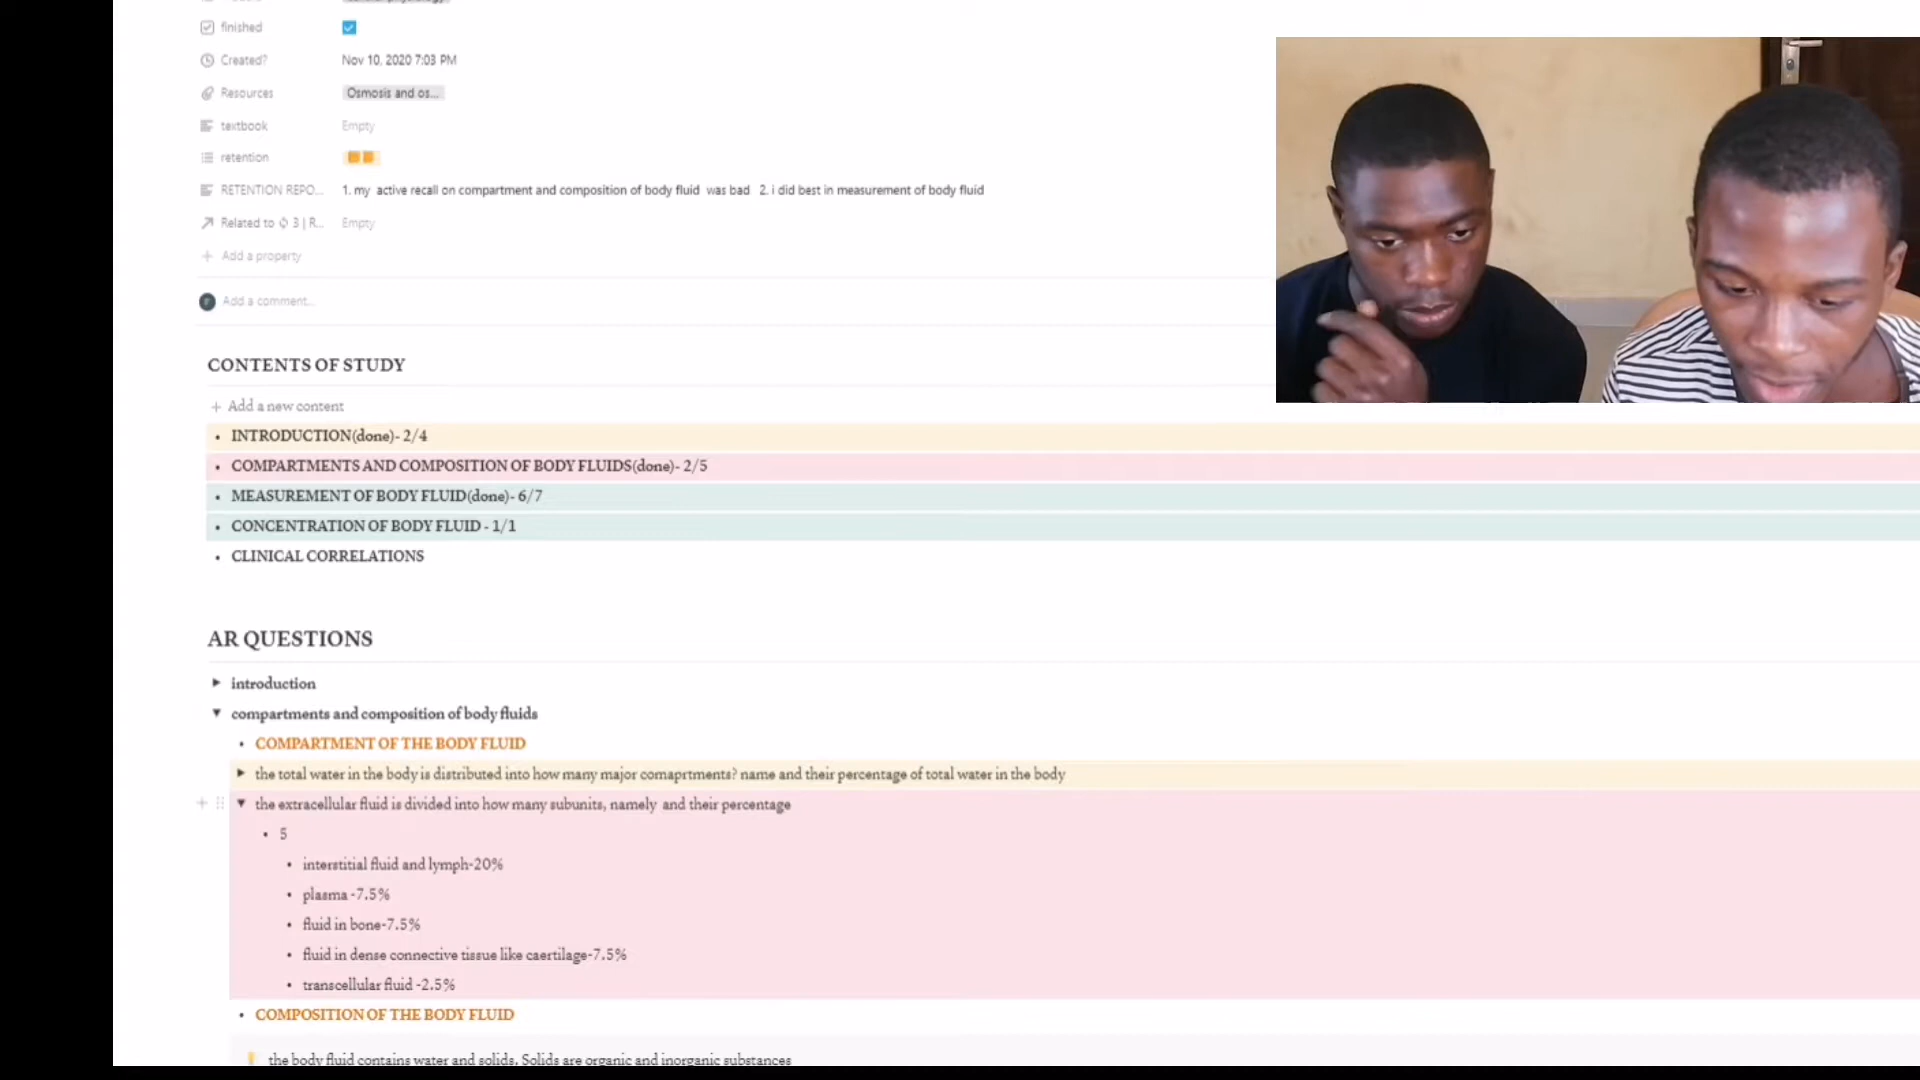 finished
Created? Nov 10, 2020 7:03 PM
Resources Osmosis and os...
textbook Empty
retention
RETENTION REPO... 1. my active recall on compartment and composition of body fluid was bad 2. i did best in measurement of body fluid
Related to 3 | R... Empty
+ Add a property
Add a comment...
CONTENTS OF STUDY
+ Add a new content
• INTRODUCTION(done)- 2/4
• COMPARTMENTS AND COMPOSITION OF BODY FLUIDS(done)- 2/5
• MEASUREMENT OF BODY FLUID(done)- 6/7
• CONCENTRATION OF BODY FLUID - 1/1
• CLINICAL CORRELATIONS
AR QUESTIONS
introduction
compartments and composition of body fluids
• COMPARTMENT OF THE BODY FLUID
the total water in the body is distributed into how many major comaprtments? name and their percentage of total water in the body
the extracellular fluid is divided into how many subunits, namely and their percentage
• 5
• interstitial fluid and lymph-20%
• plasma -7.5%
• fluid in bone-7.5%
• fluid in dense connective tissue like caertilage-7.5%
• transcellular fluid -2.5%
• COMPOSITION OF THE BODY FLUID
the body fluid contains water and solids. Solids are organic and inorganic substances